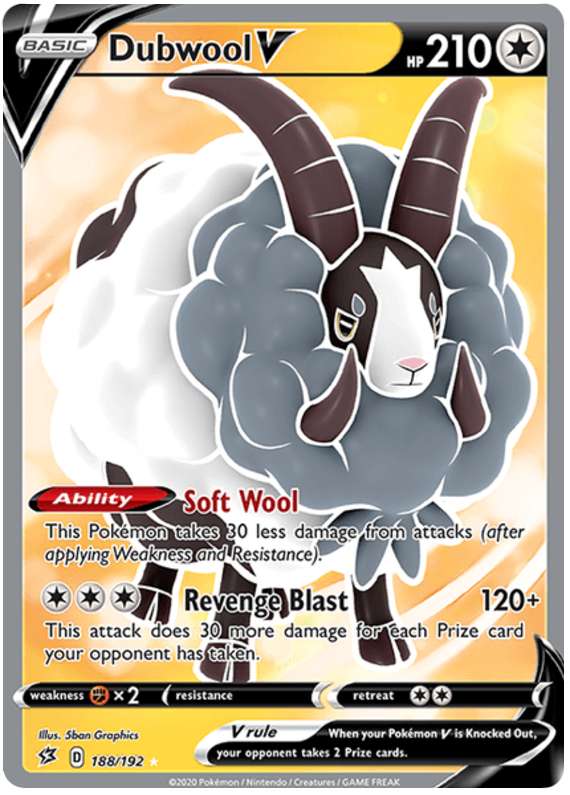 BASIC Dubwool V HP 210
Ability Soft Wool
This Pokémon takes 30 less damage from attacks (after
applying Weakness and Resistance).
Revenge Blast 120+
This attack does 30 more damage for each Prize card
your opponent has taken.
weakness ×2 resistance retreat
Illus. 5ban Graphics
V rule When your Pokémon V is Knocked Out,
your opponent takes 2 Prize cards.
D 188/192
©2020 Pokémon / Nintendo / Creatures / GAME FREAK